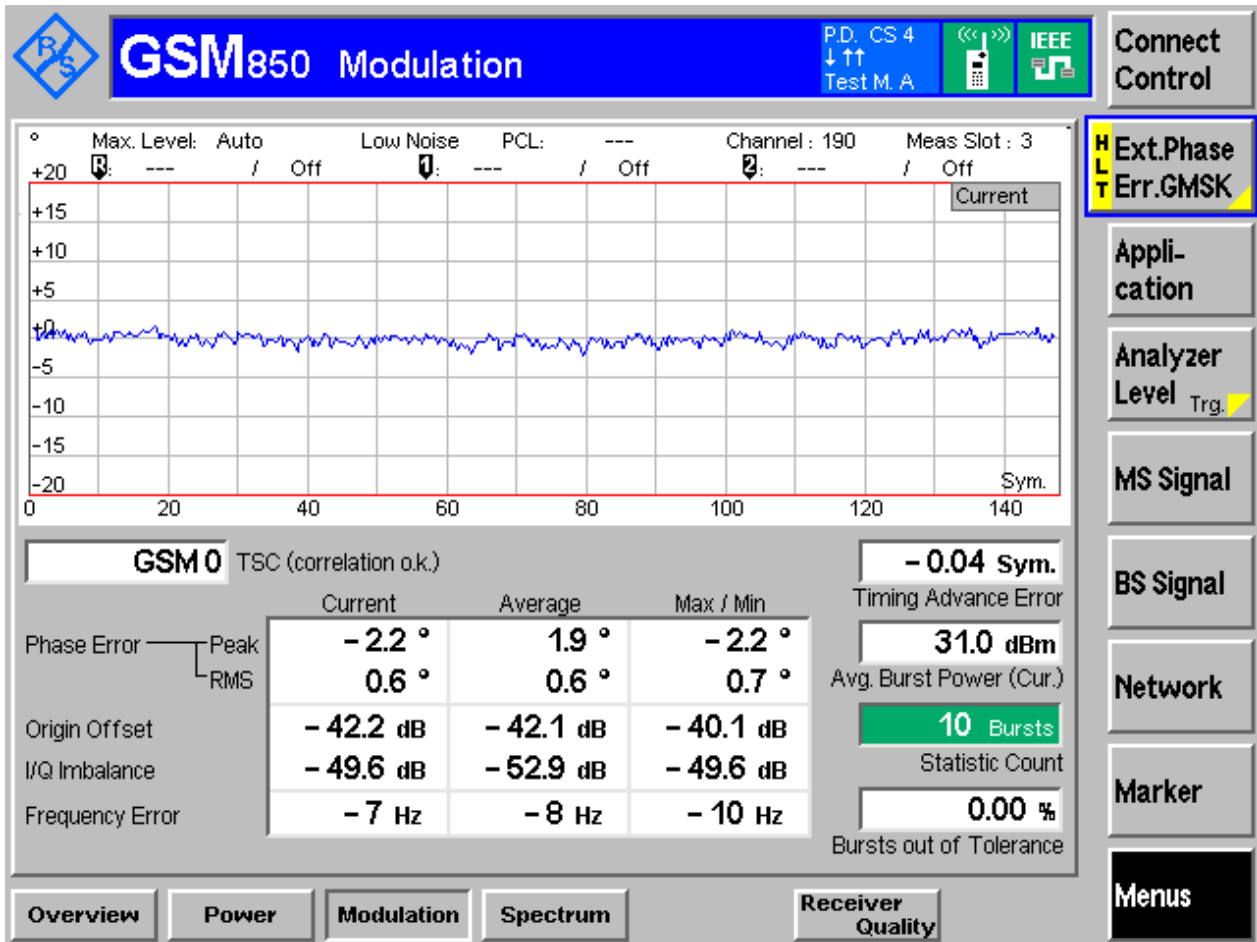 R/S
GSM850 Modulation
P.D. CS 4
↓ ↑↑
Test M. A
IEEE
Connect
Control
° Max. Level: Auto Low Noise PCL: --- Channel : 190 Meas Slot : 3
R: --- / Off 1: --- / Off 2: --- / Off
Current
+20
+15
+10
+5
+0
-5
-10
-15
-20
Sym.
0 20 40 60 80 100 120 140
H L T
Ext.Phase
Err.GMSK
Appli-
cation
Analyzer
Level Trg.
MS Signal
BS Signal
Network
Marker
Menus
GSM 0 TSC (correlation o.k.)
Current Average Max / Min
Phase Error Peak – 2.2 ° 1.9 ° – 2.2 °
RMS 0.6 ° 0.6 ° 0.7 °
Origin Offset – 42.2 dB – 42.1 dB – 40.1 dB
I/Q Imbalance – 49.6 dB – 52.9 dB – 49.6 dB
Frequency Error – 7 Hz – 8 Hz – 10 Hz
– 0.04 Sym.
Timing Advance Error
31.0 dBm
Avg. Burst Power (Cur.)
10 Bursts
Statistic Count
0.00 %
Bursts out of Tolerance
Overview Power Modulation Spectrum Receiver
Quality